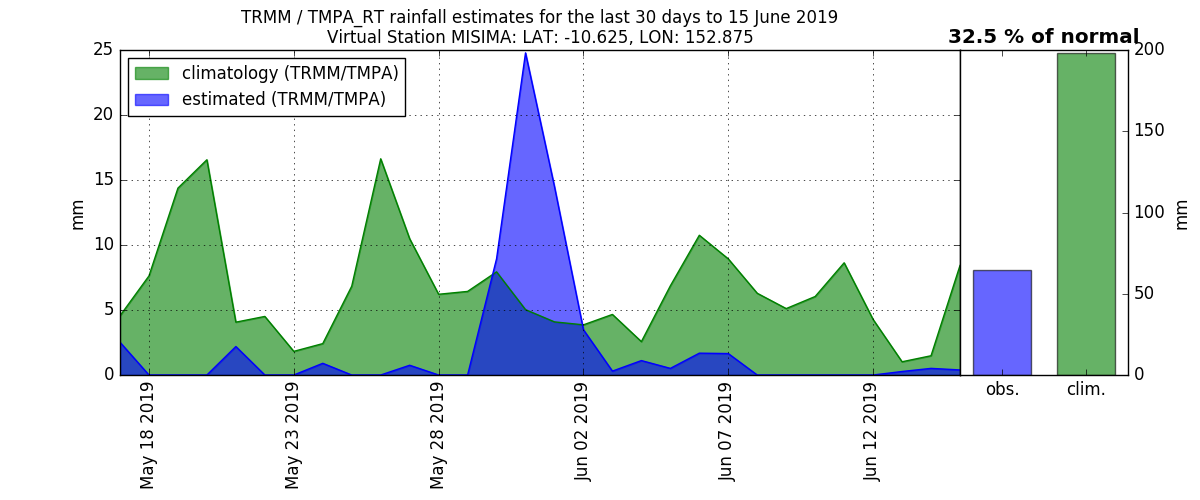 TRMM / TMPA_RT rainfall estimates for the last 30 days to 15 June 2019
Virtual Station MISIMA: LAT: -10.625, LON: 152.875
32.5 % of normal
climatology (TRMM/TMPA)
estimated (TRMM/TMPA)
25
20
15
10
5
0
mm
May 18 2019
May 23 2019
May 28 2019
Jun 02 2019
Jun 07 2019
Jun 12 2019
200
150
100
50
0
mm
obs.
clim.